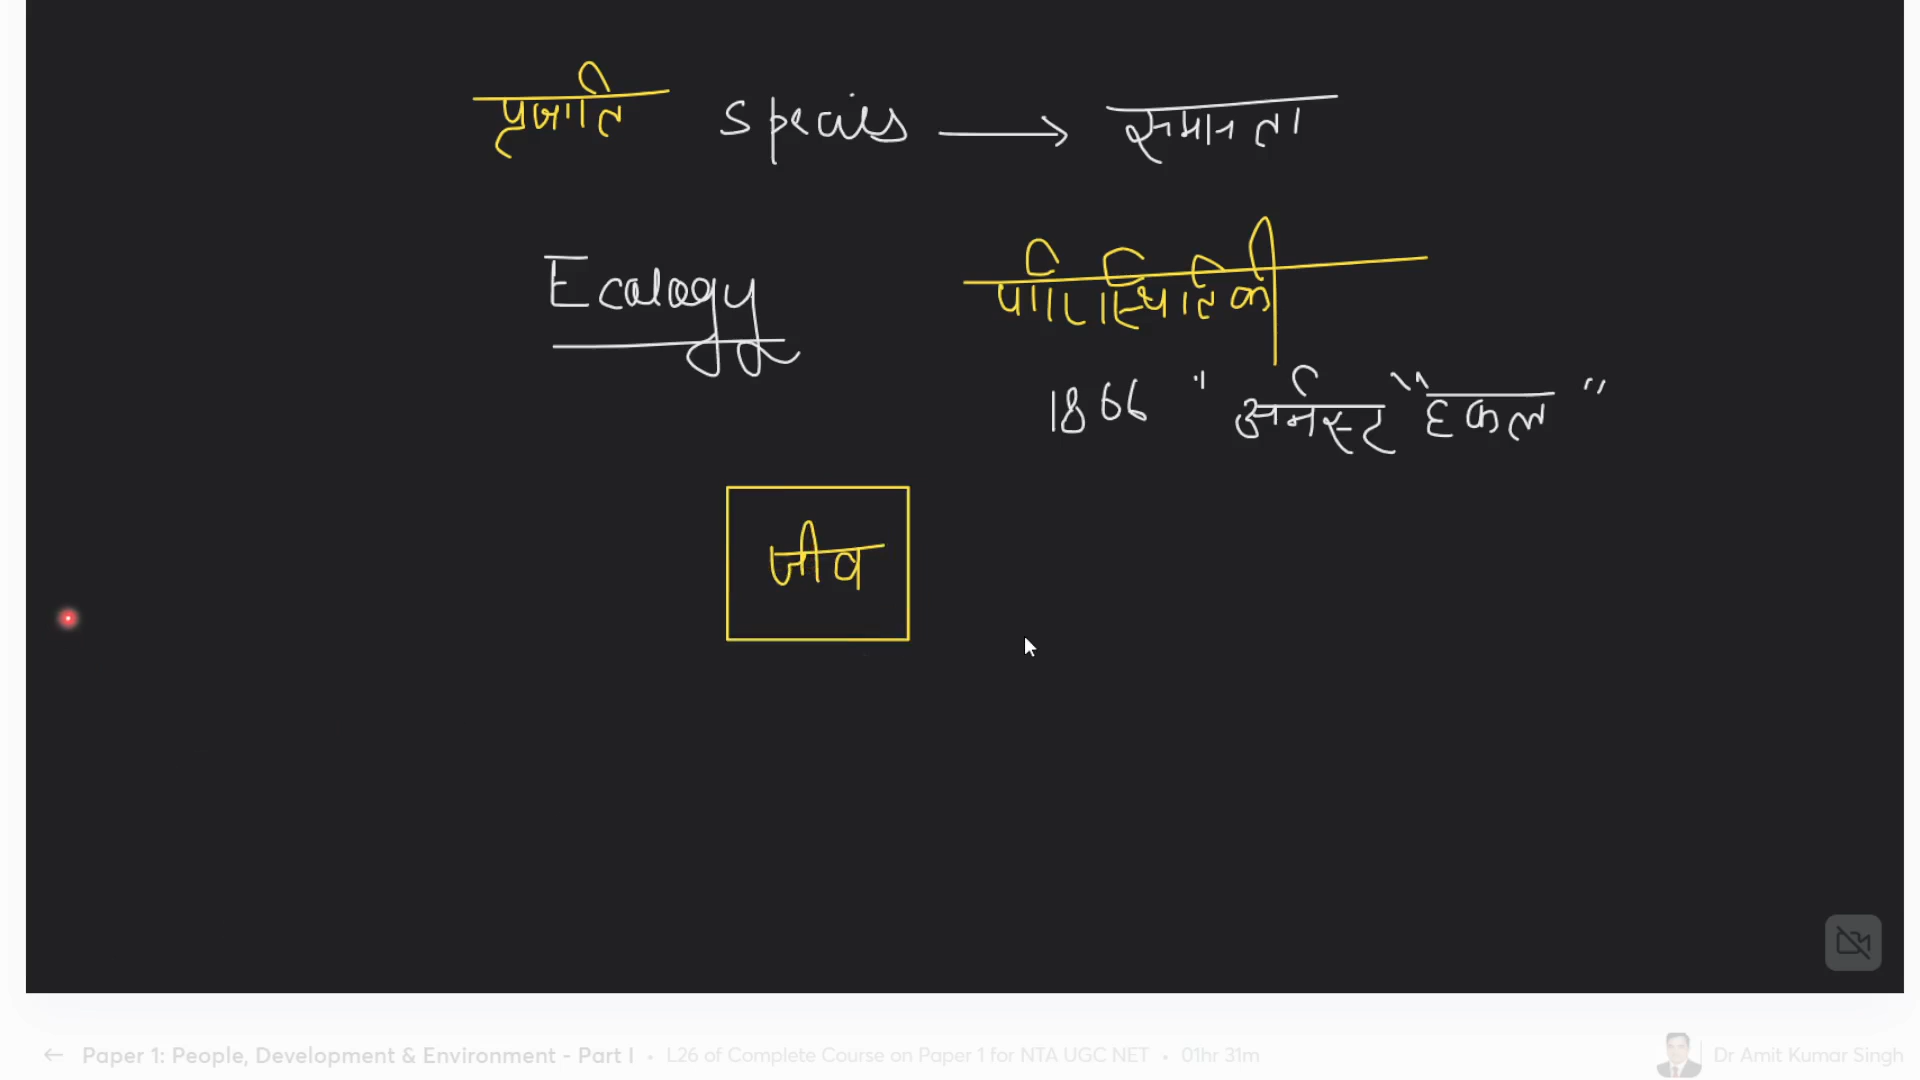 प्रजाति Species → समानता
Ecology पारिस्थितिकी
1866 " अर्नेस्ट " हेकल "
जीव
← Paper 1: People, Development & Environment - Part I • L26 of Complete Course on Paper 1 for NTA UGC NET • 01hr 31m Dr Amit Kumar Singh